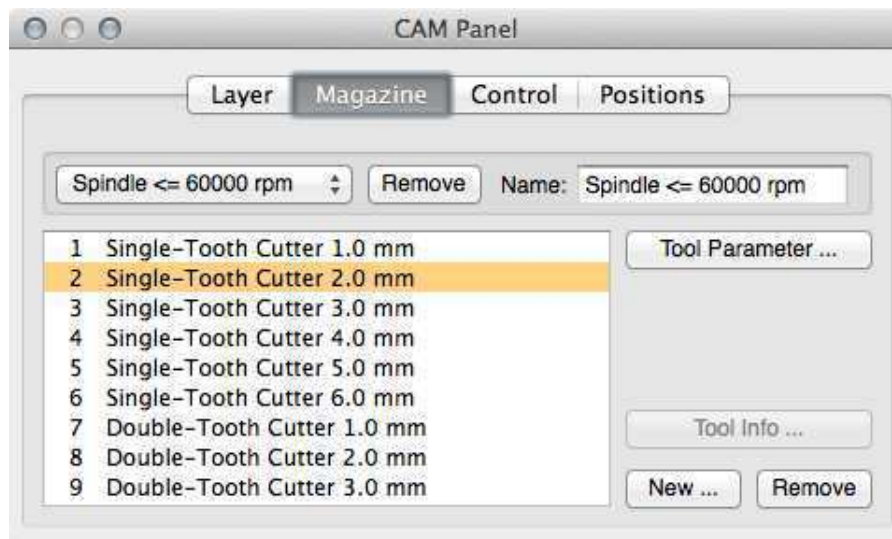 CAM Panel
Layer Magazine Control Positions
Spindle <= 60000 rpm Remove Name: Spindle <= 60000 rpm
1 Single-Tooth Cutter 1.0 mm
2 Single-Tooth Cutter 2.0 mm
3 Single-Tooth Cutter 3.0 mm
4 Single-Tooth Cutter 4.0 mm
5 Single-Tooth Cutter 5.0 mm
6 Single-Tooth Cutter 6.0 mm
7 Double-Tooth Cutter 1.0 mm
8 Double-Tooth Cutter 2.0 mm
9 Double-Tooth Cutter 3.0 mm
Tool Parameter ...
Tool Info ...
New ... Remove